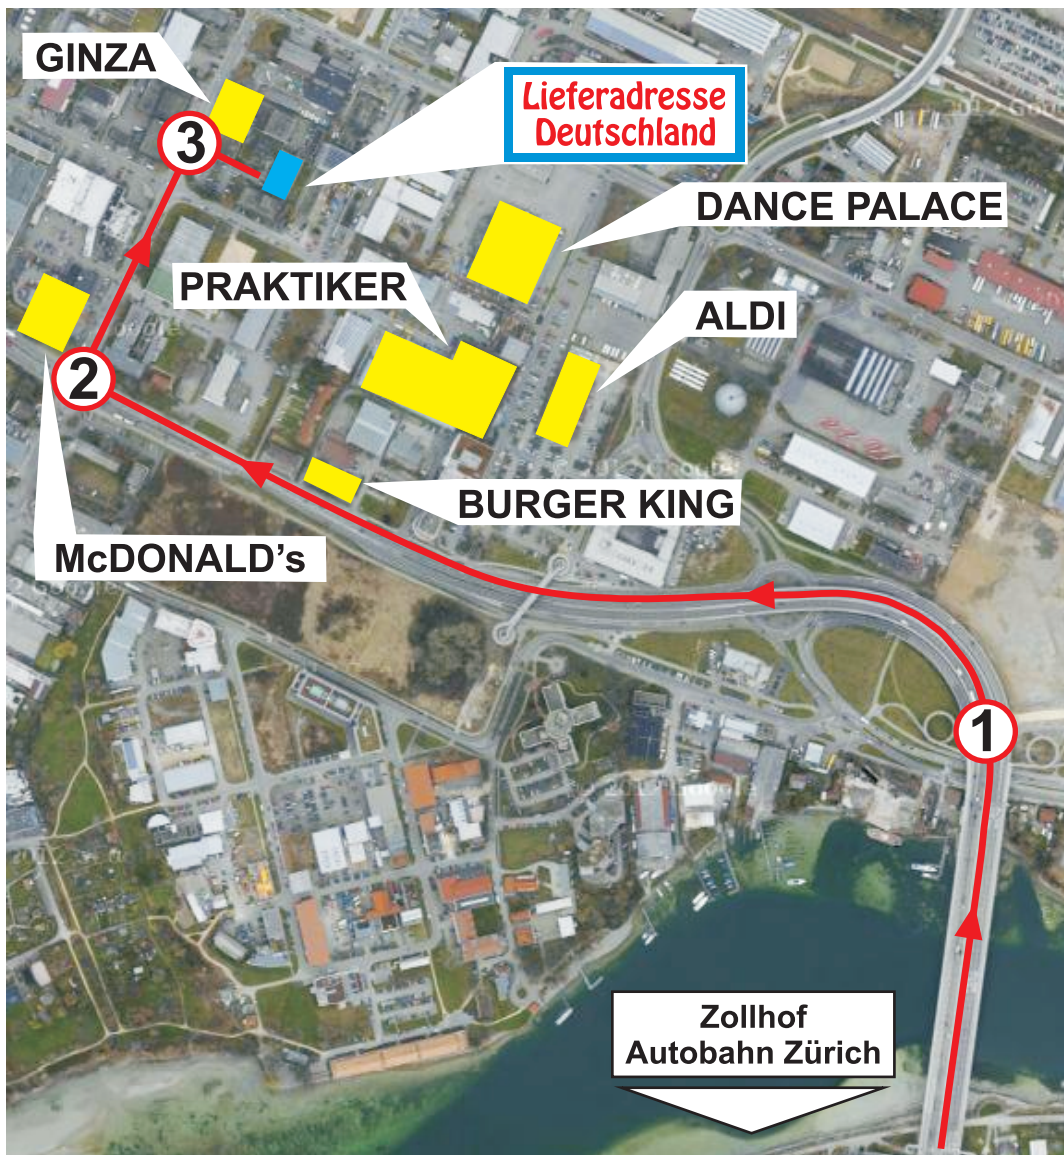 GINZA
Lieferadresse
Deutschland
3
DANCE PALACE
PRAKTIKER
ALDI
2
BURGER KING
McDONALD's
1
Zollhof
Autobahn Zürich